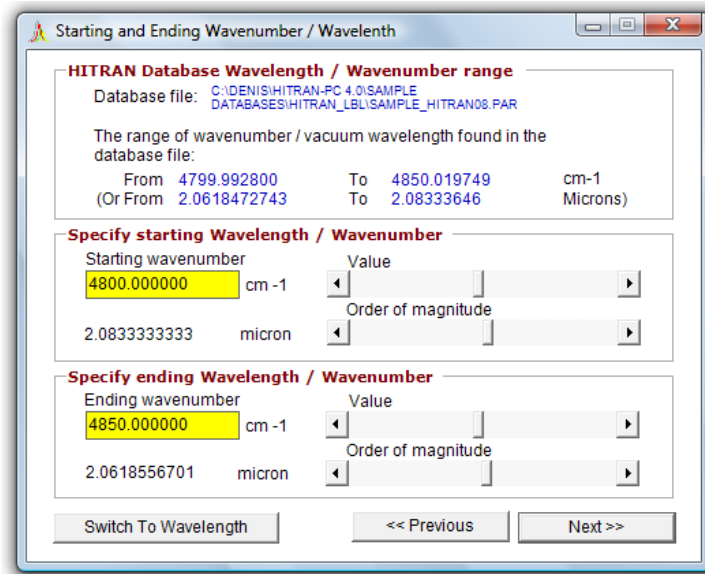 Starting and Ending Wavenumber / Wavelenth
HITRAN Database Wavelength / Wavenumber range
Database file: C:\DENIS\HITRAN-PC 4.0\SAMPLE
DATABASES\HITRAN_LBL\SAMPLE_HITRAN08.PAR
The range of wavenumber / vacuum wavelength found in the
database file:
From 4799.992800 To 4850.019749 cm-1
(Or From 2.0618472743 To 2.08333646 Microns)
Specify starting Wavelength / Wavenumber
Starting wavenumber Value
4800.000000 cm -1
Order of magnitude
2.0833333333 micron
Specify ending Wavelength / Wavenumber
Ending wavenumber Value
4850.000000 cm -1
Order of magnitude
2.0618556701 micron
Switch To Wavelength << Previous Next >>